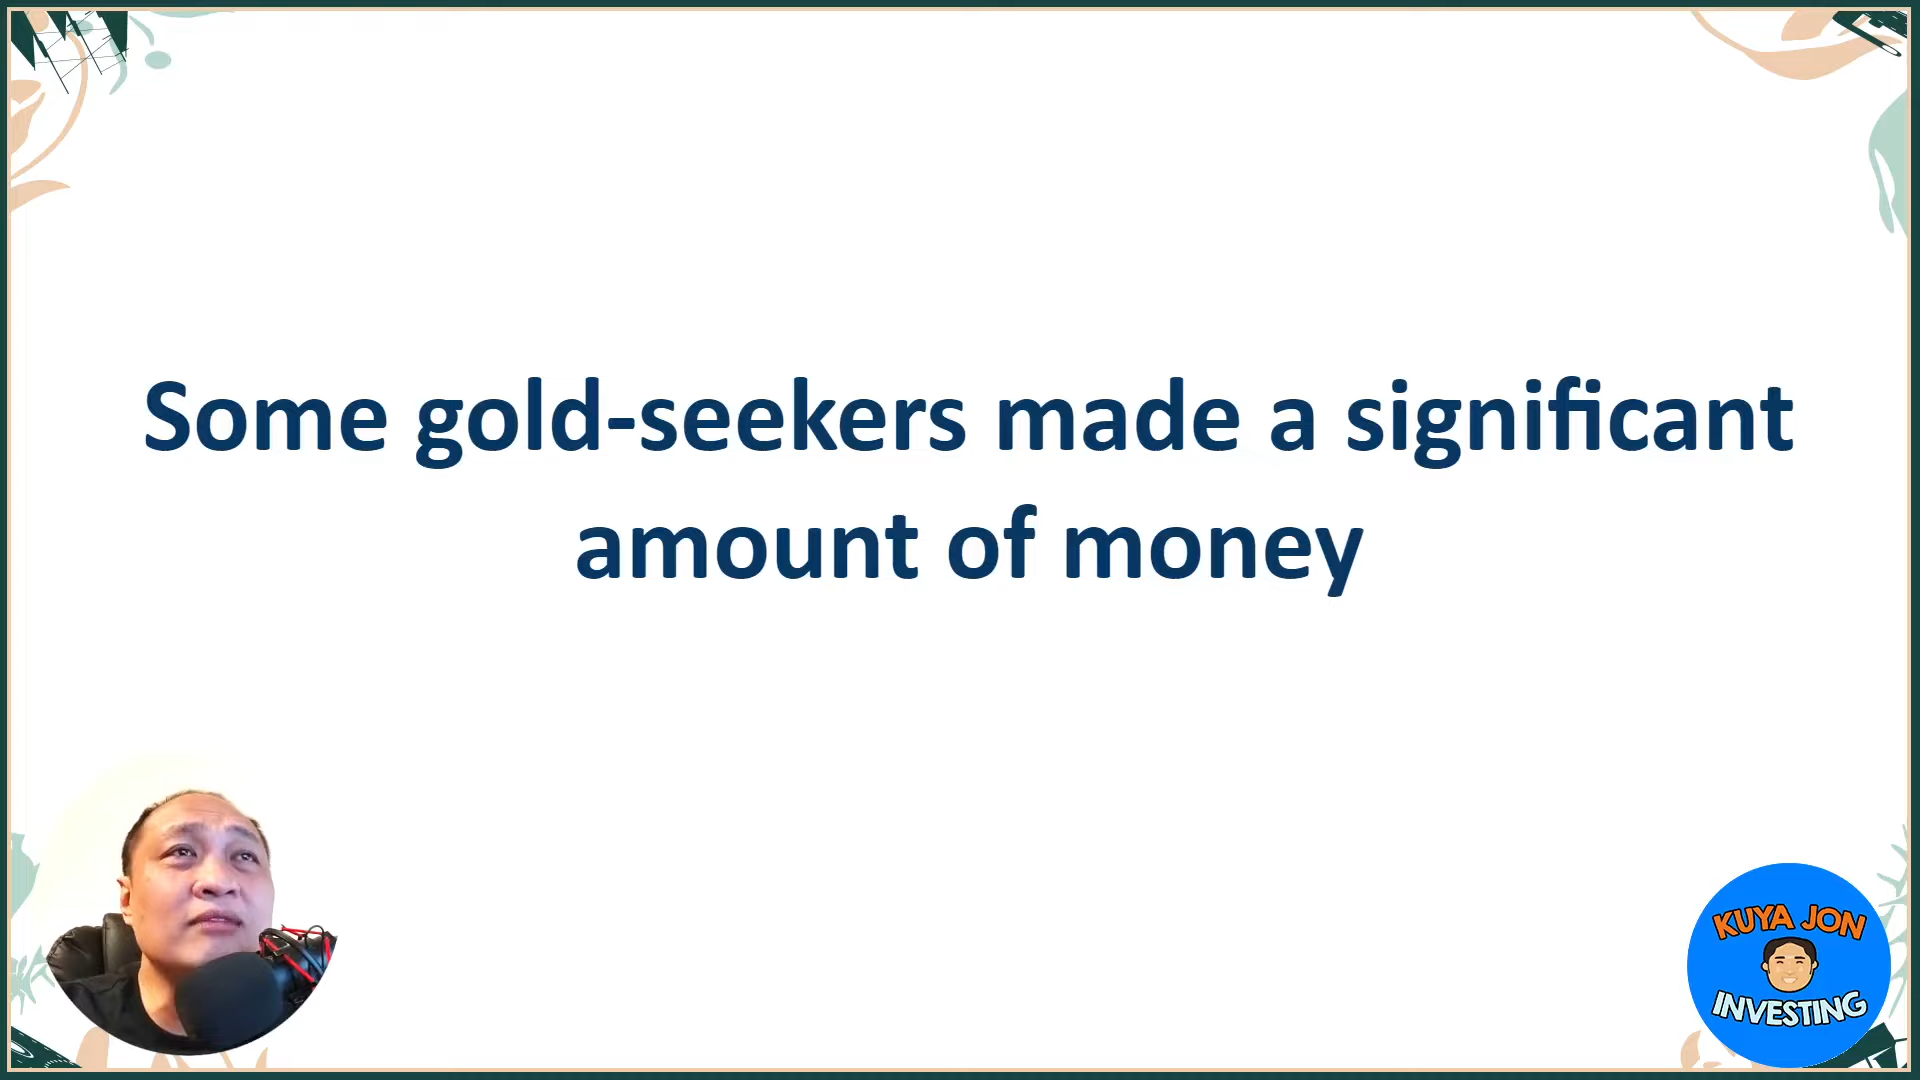 Some gold-seekers made a significant
amount of money
KUYA JON
INVESTING